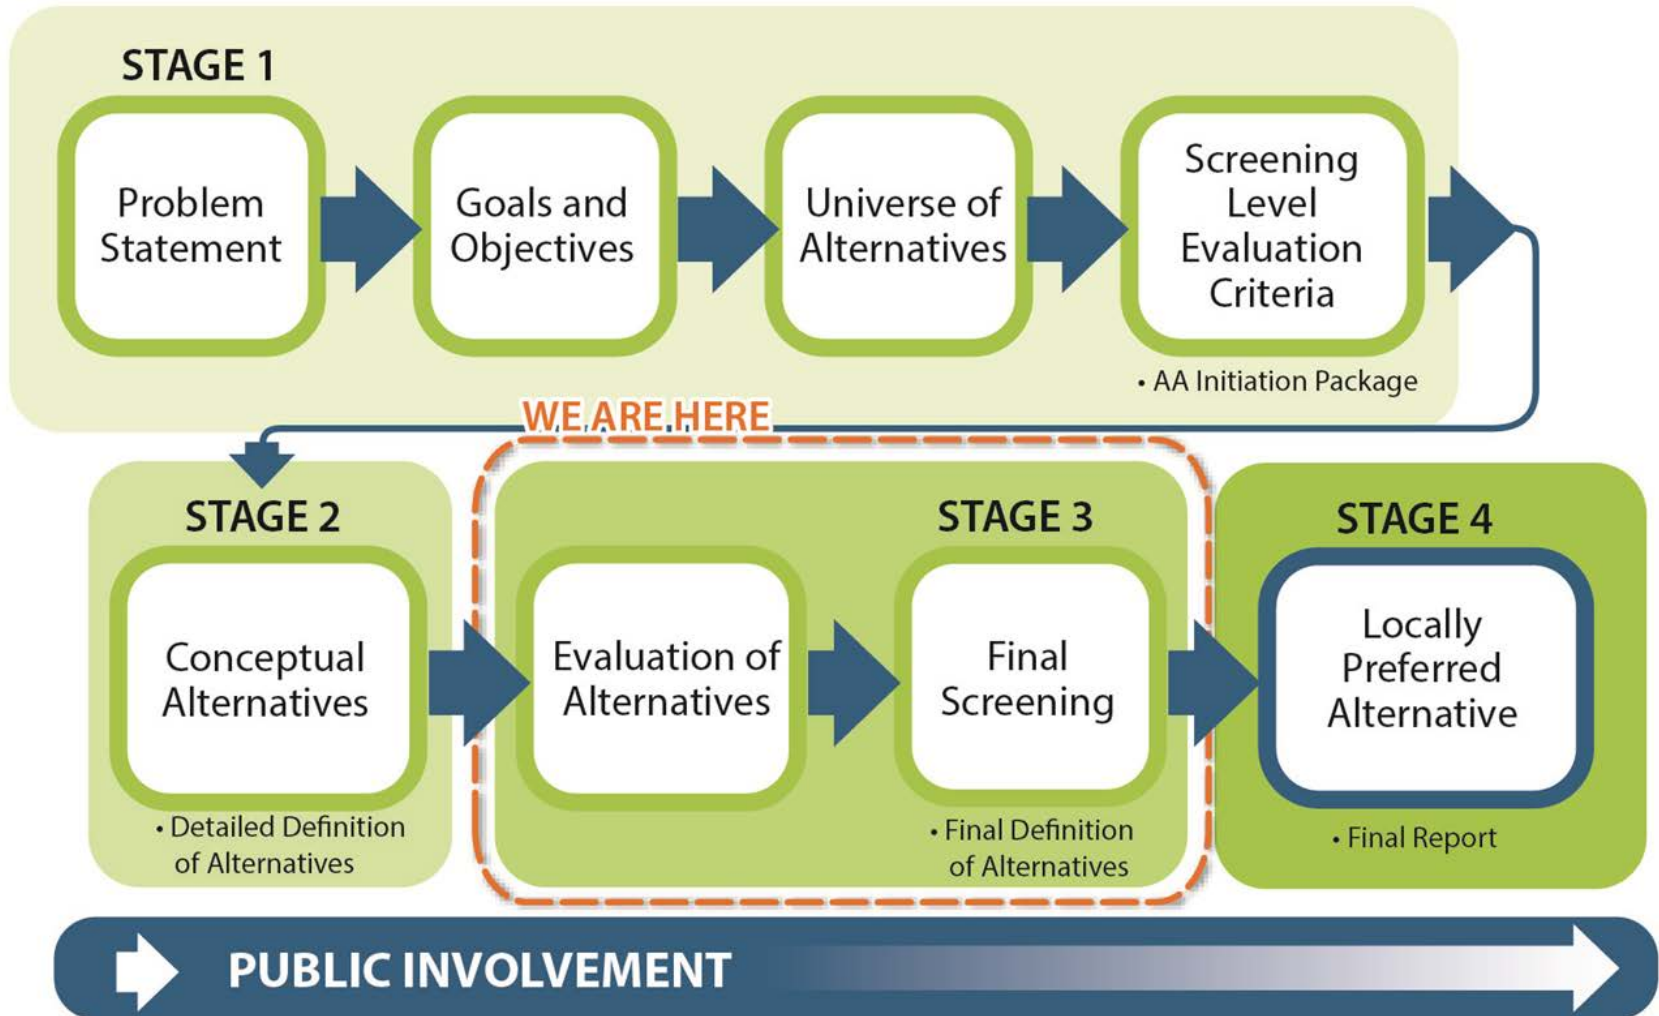 STAGE 1
Problem
Statement
Goals and
Objectives
Universe of
Alternatives
Screening
Level
Evaluation
Criteria
• AA Initiation Package
WE ARE HERE
STAGE 2
Conceptual
Alternatives
• Detailed Definition
of Alternatives
STAGE 3
Evaluation of
Alternatives
Final
Screening
• Final Definition
of Alternatives
STAGE 4
Locally
Preferred
Alternative
• Final Report
PUBLIC INVOLVEMENT